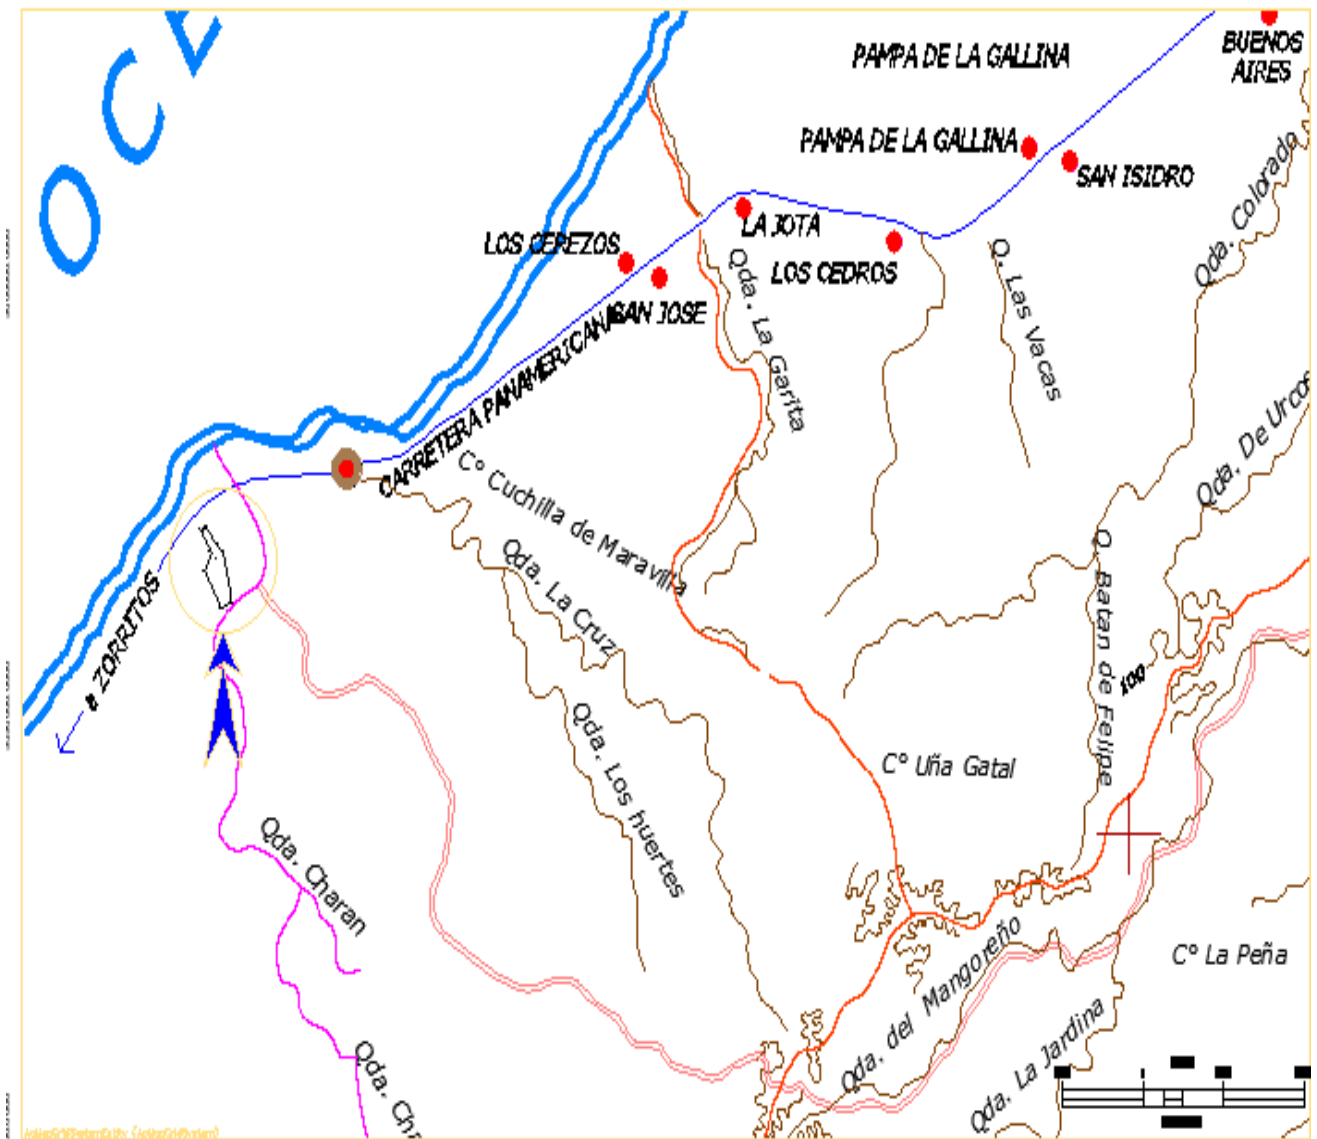 OCE
BUENOS
AIRES
PAMPA DE LA GALLINA
PAMPA DE LA GALLINA
SAN ISIDRO
Qda. Colorado
LA JOTA
LOS CEREZOS
LOS CEDROS
SAN JOSE
Qda. La Garita
Q. Las Vacas
CARRETERA PANAMERICANA
Qda. De Urcos
C° Cuchilla de Maravilla
Qda. La Cruz
Q. Batan de Felipe
a ZORRITOS
100
Qda. Los huertes
C° Uña Gatal
Qda. Charan
C° La Peña
Qda. del Mangoreño
Qda. La Jardina
Qda. Cha